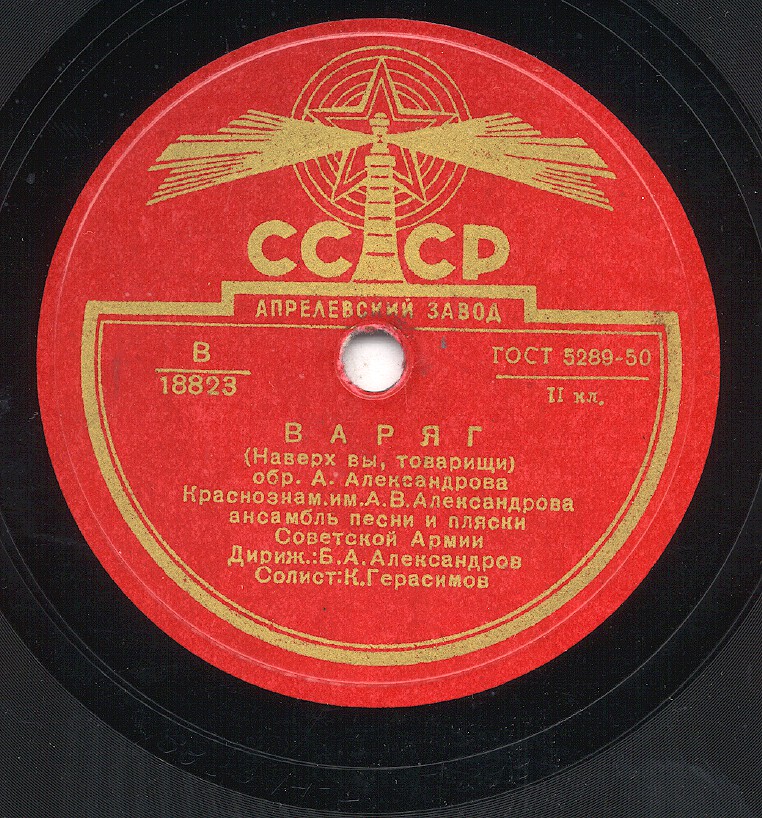 СССР
АПРЕЛЕВСКИЙ ЗАВОД
В
18823
ГОСТ 5289-50
II кл.
ВАРЯГ
(Наверх вы, товарищи)
обр. А. Александрова
Краснознам.им.А.В.Александрова
ансамбль песни и пляски
Советской Армии
Дириж.:Б.А.Александров
Солист:К.Герасимов